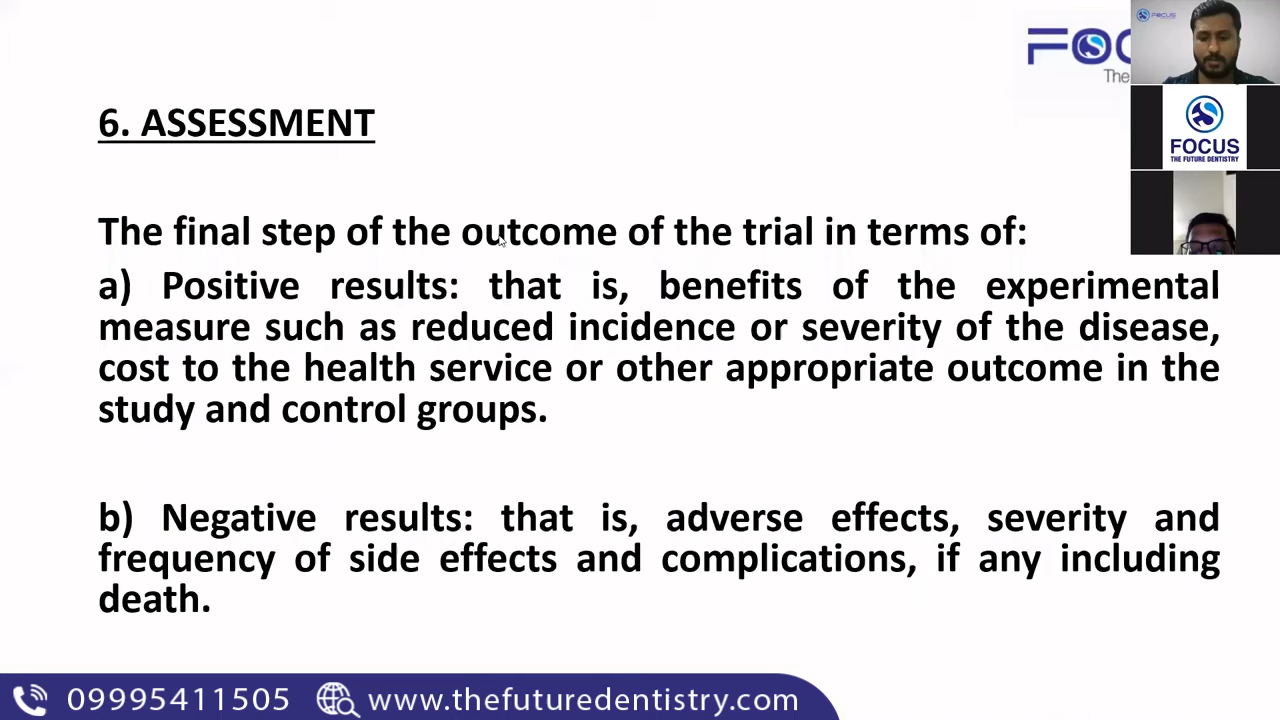 FOC
The
FOCUS
FOCUS
THE FUTURE DENTISTRY
6. ASSESSMENT
The final step of the outcome of the trial in terms of:
a) Positive results: that is, benefits of the experimental
measure such as reduced incidence or severity of the disease,
cost to the health service or other appropriate outcome in the
study and control groups.
b) Negative results: that is, adverse effects, severity and
frequency of side effects and complications, if any including
death.
09995411505 www.thefuturedentistry.com